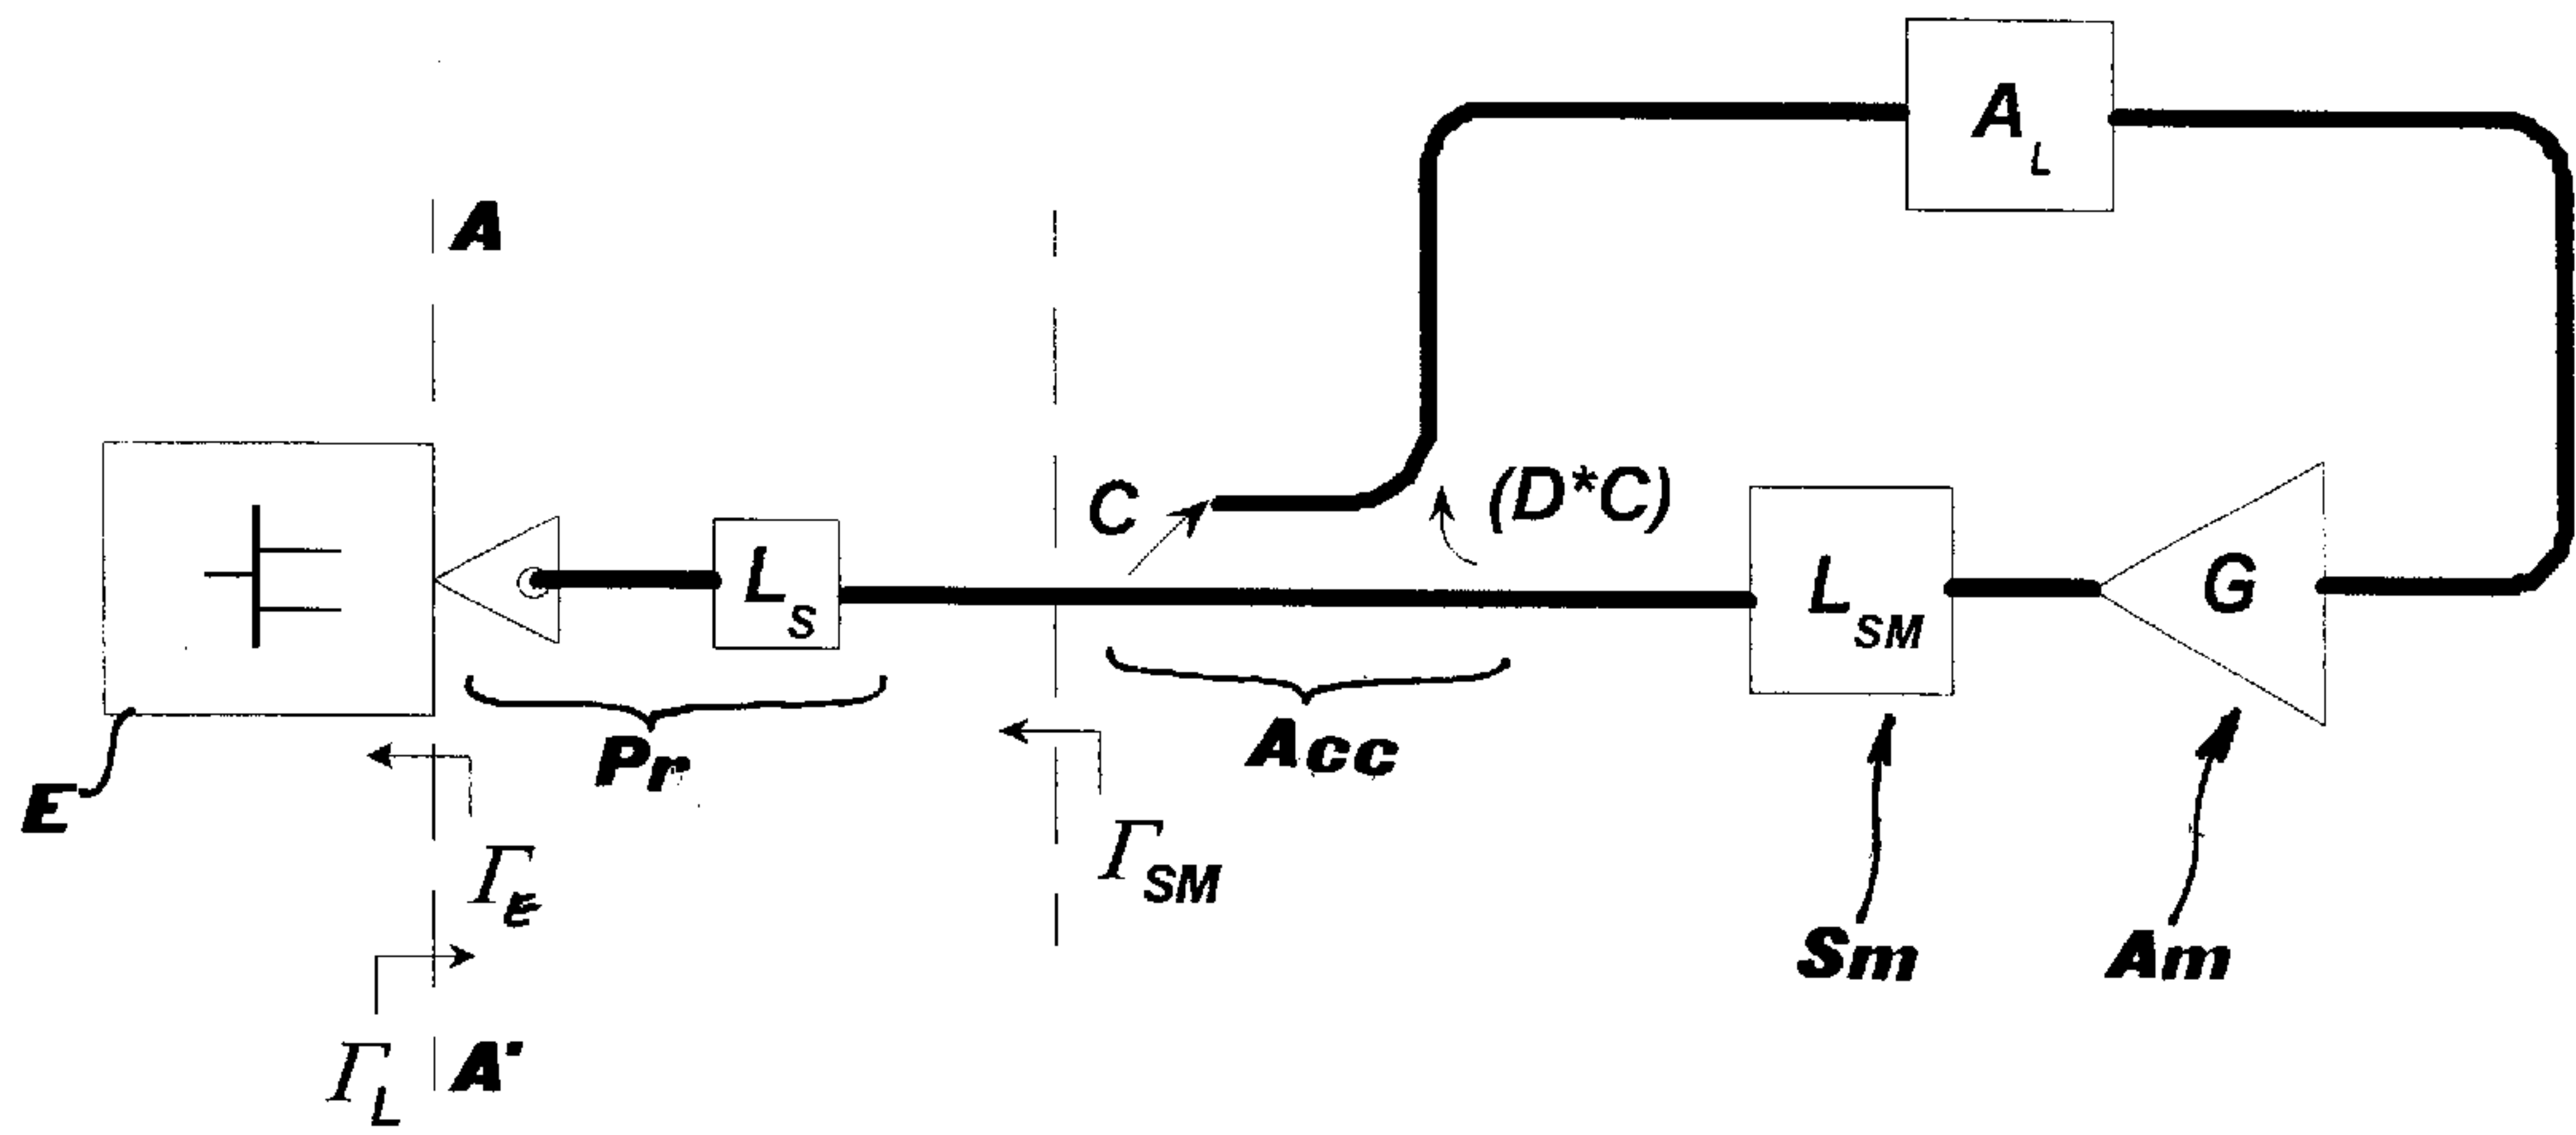 A_L
A
C
(D*C)
L_S
L_SM
G
Pr
Acc
E
Γ_E
Γ_SM
Sm
Am
Γ_L
A'